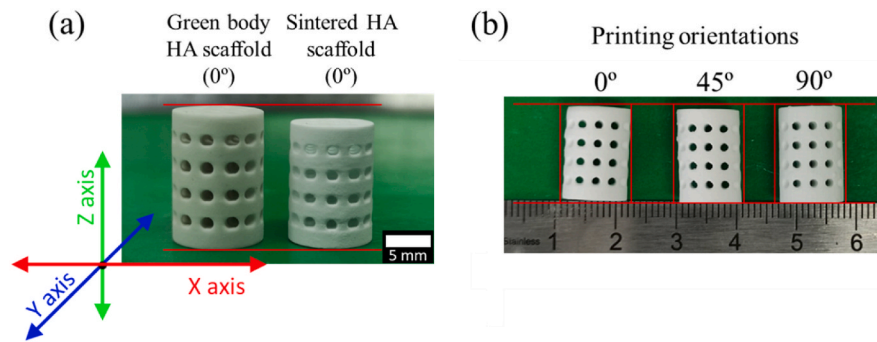 (a)
Green body
HA scaffold
(0º)
Sintered HA
scaffold
(0º)
Z axis
Y axis
X axis
5 mm
(b)
Printing orientations
0º
45º
90º
Stainless
1 2 3 4 5 6